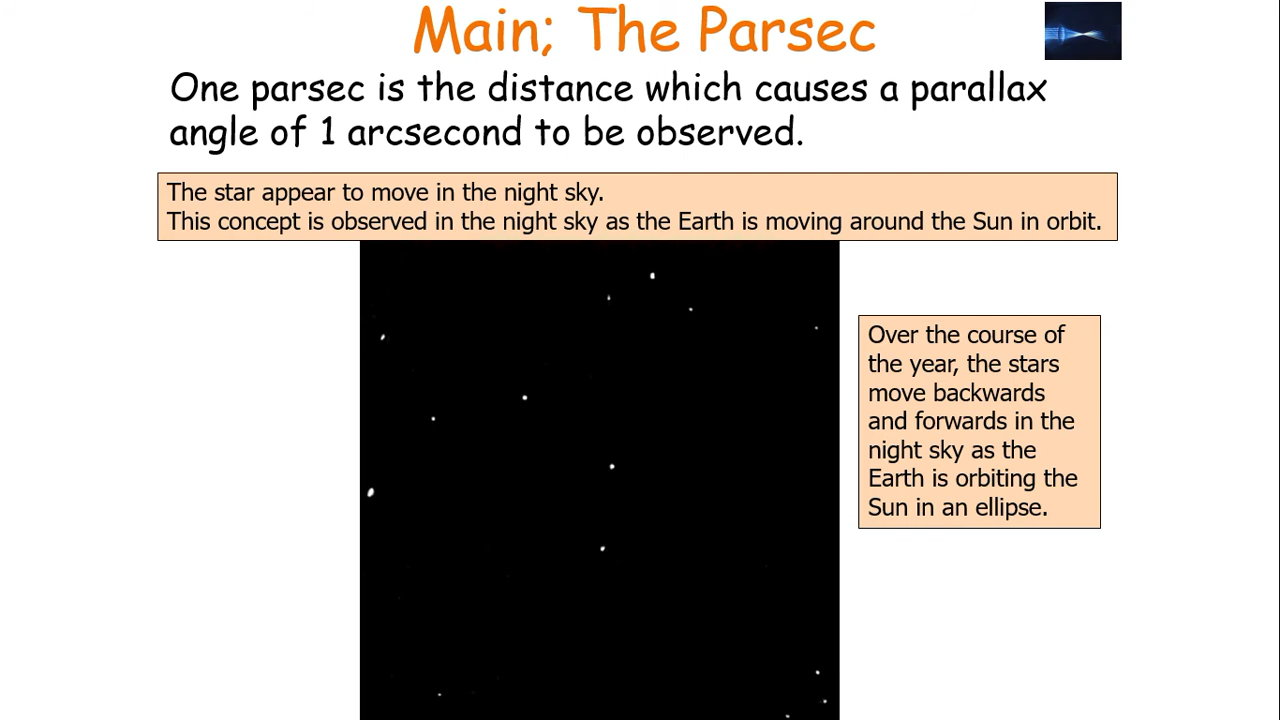 Main; The Parsec
One parsec is the distance which causes a parallax
angle of 1 arcsecond to be observed.
The star appear to move in the night sky.
This concept is observed in the night sky as the Earth is moving around the Sun in orbit.
Over the course of
the year, the stars
move backwards
and forwards in the
night sky as the
Earth is orbiting the
Sun in an ellipse.